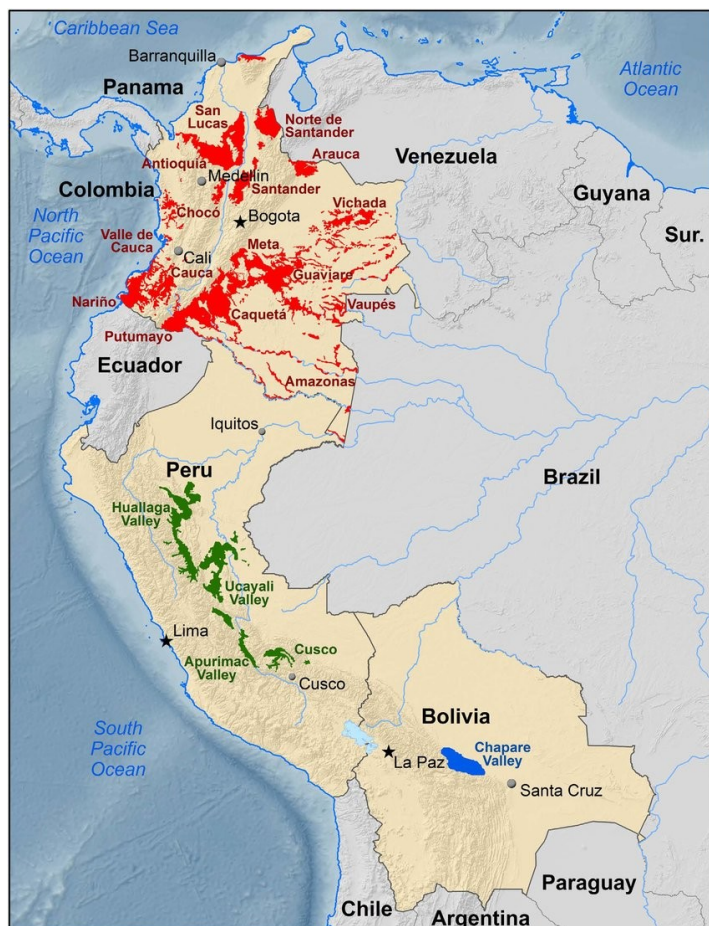 Caribbean Sea
Barranquilla
Atlantic
Ocean
Panama
San
Lucas
Norte de
Santander
Antioquía
Arauca
Venezuela
Medellin
Colombia
Santander
Guyana
Chocó
Vichada
North
Pacific
Ocean
Bogota
Sur.
Valle de
Cauca
Meta
Cali
Cauca
Guaviare
Nariño
Caquetá
Vaupés
Putumayo
Ecuador
Amazonas
Iquitos
Peru
Brazil
Huallaga
Valley
Ucayali
Valley
Lima
Cusco
Apurimac
Valley
Cusco
Bolivia
South
Pacific
Ocean
Chapare
Valley
La Paz
Santa Cruz
Paraguay
Chile
Argentina